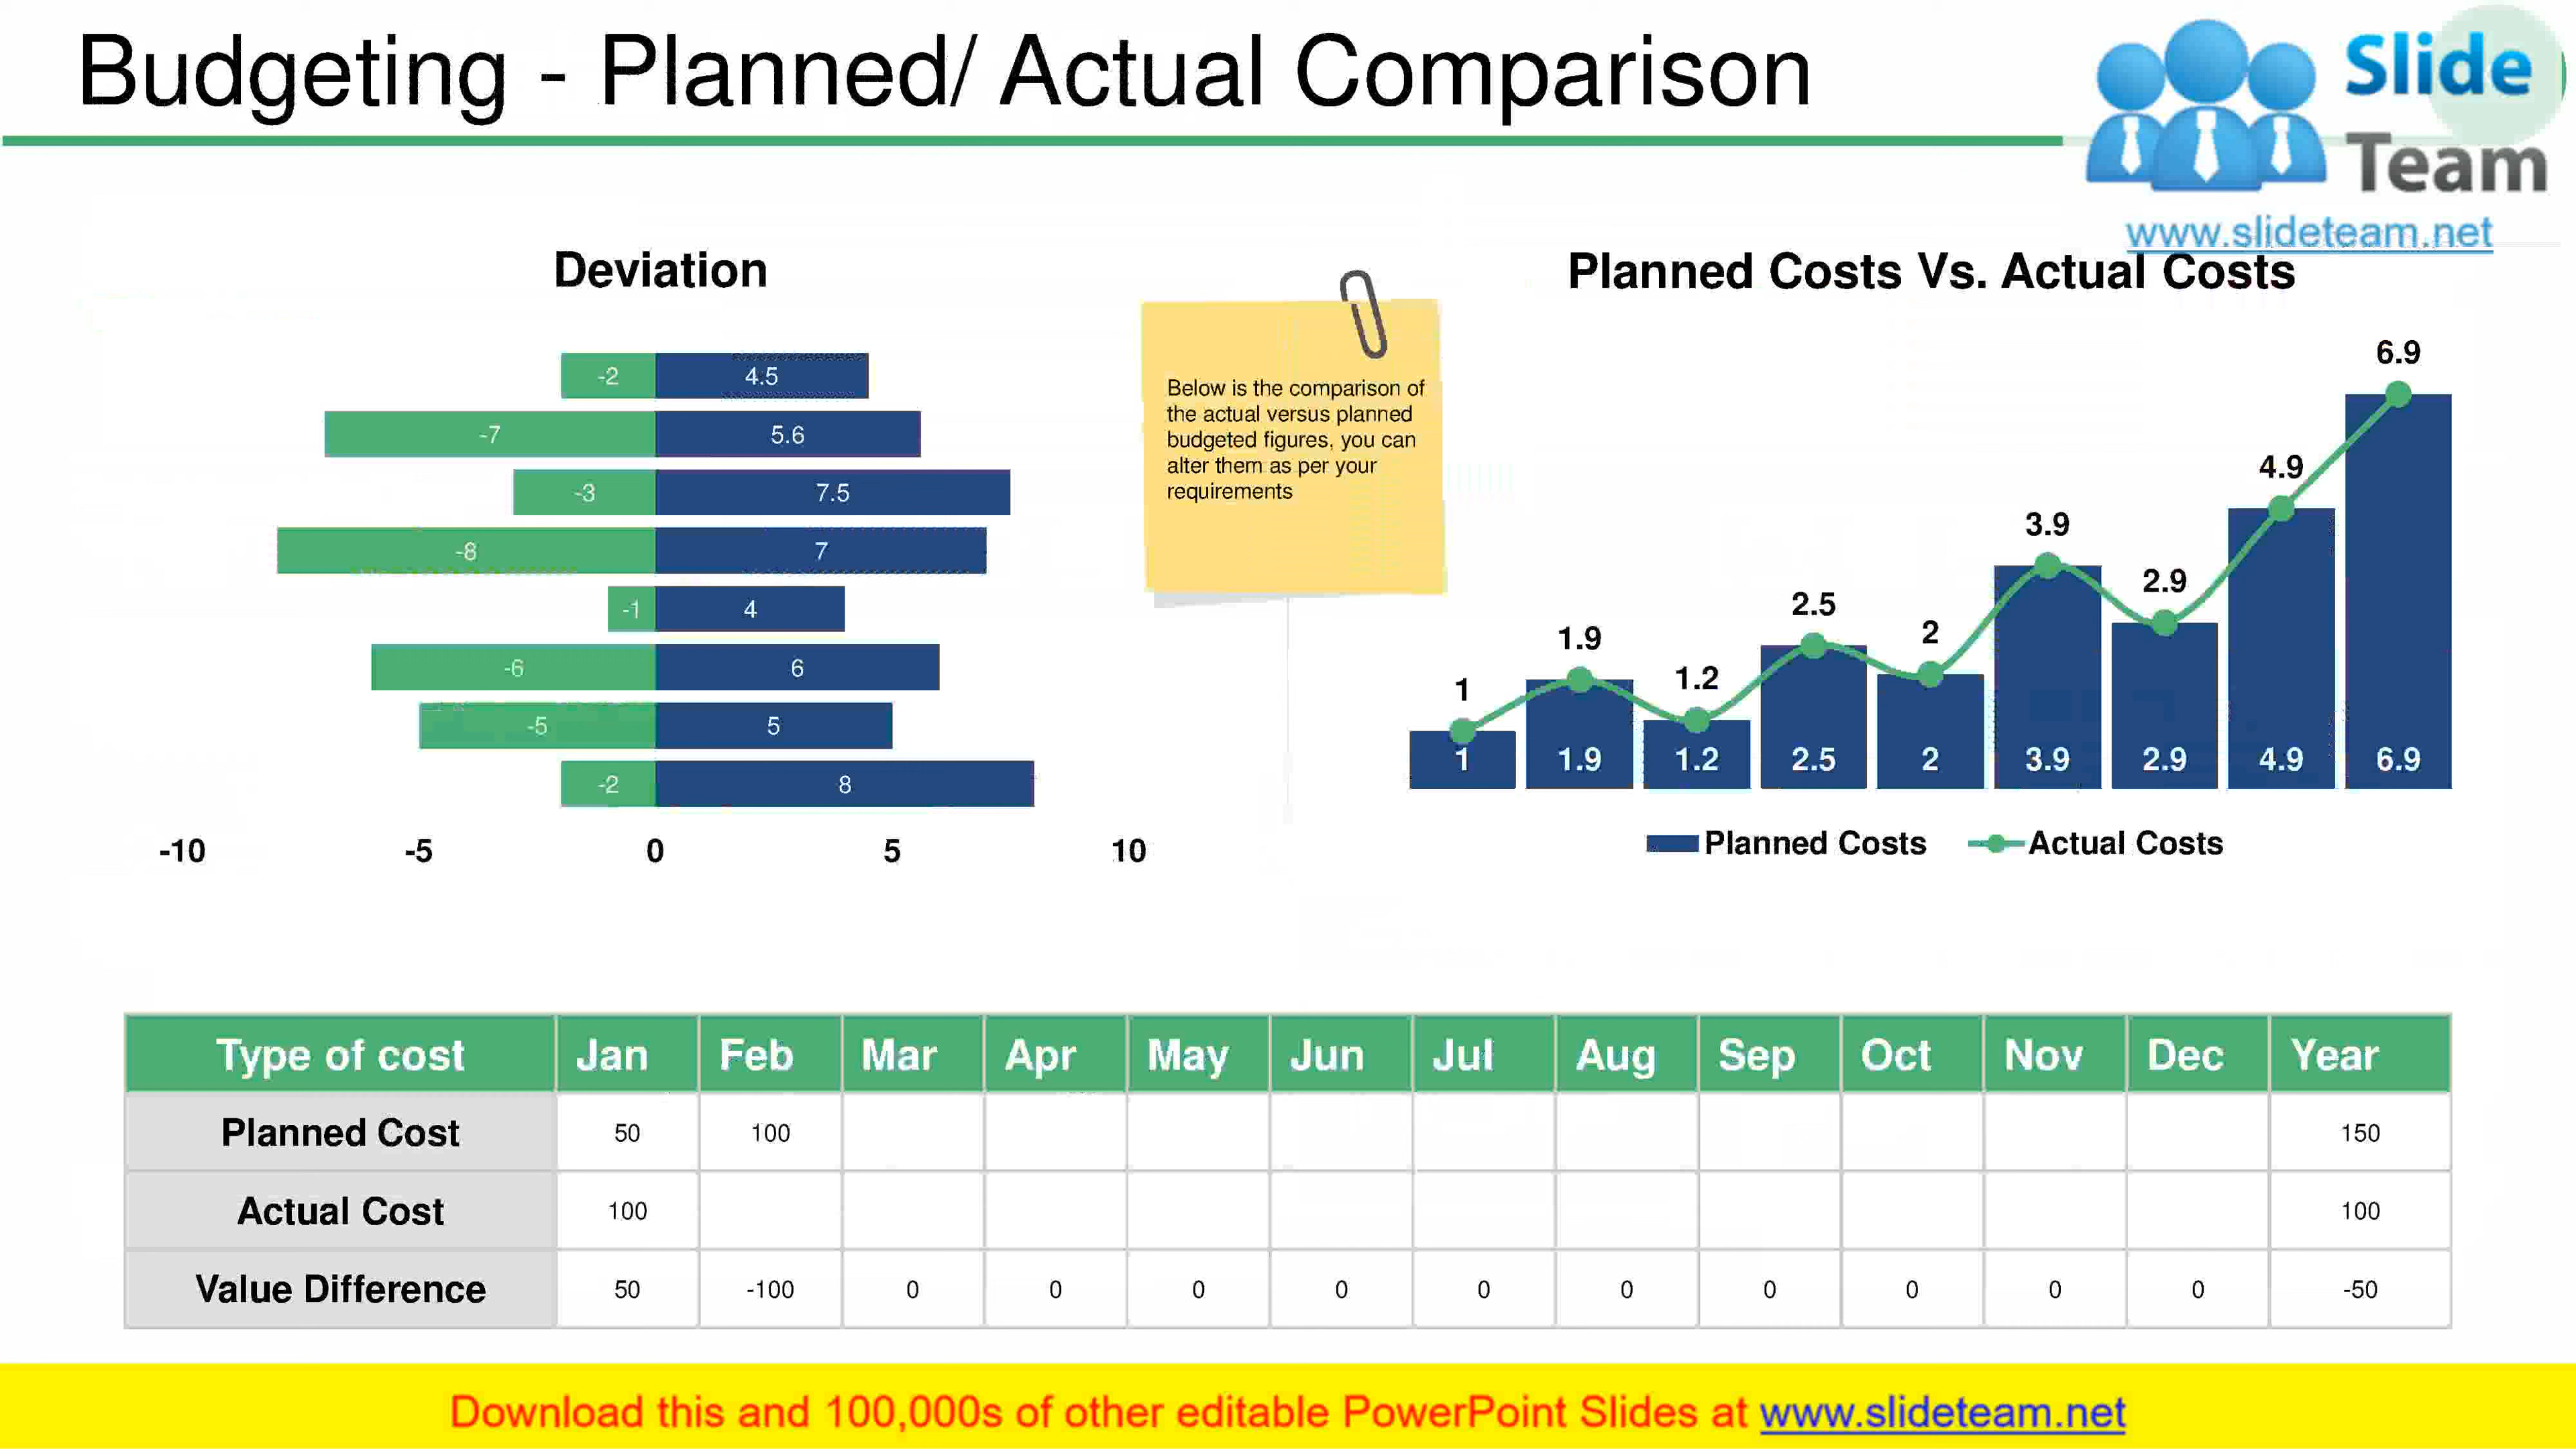 Budgeting - Planned/ Actual Comparison
Slide
Team
www.slideteam.net
Deviation
-2 4.5
-7 5.6
-3 7.5
-8 7
-1 4
-6 6
-5 5
-2 8
-10 -5 0 5 10
Below is the comparison of
the actual versus planned
budgeted figures, you can
alter them as per your
requirements
Planned Costs Vs. Actual Costs
6.9
4.9
3.9
2.9
2.5
2
1.9
1.2
1
1 1.9 1.2 2.5 2 3.9 2.9 4.9 6.9
Planned Costs Actual Costs
Type of cost Jan Feb Mar Apr May Jun Jul Aug Sep Oct Nov Dec Year
Planned Cost 50 100 150
Actual Cost 100 100
Value Difference 50 -100 0 0 0 0 0 0 0 0 0 0 -50
Download this and 100,000s of other editable PowerPoint Slides at www.slideteam.net